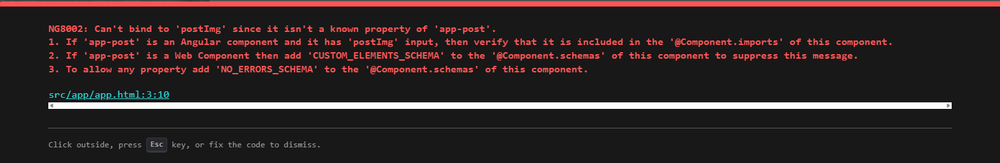 NG8002: Can't bind to 'postImg' since it isn't a known property of 'app-post'.
1. If 'app-post' is an Angular component and it has 'postImg' input, then verify that it is included in the '@Component.imports' of this component.
2. If 'app-post' is a Web Component then add 'CUSTOM_ELEMENTS_SCHEMA' to the '@Component.schemas' of this component to suppress this message.
3. To allow any property add 'NO_ERRORS_SCHEMA' to the '@Component.schemas' of this component.
src/app/app.html:3:10
Click outside, press Esc key, or fix the code to dismiss.